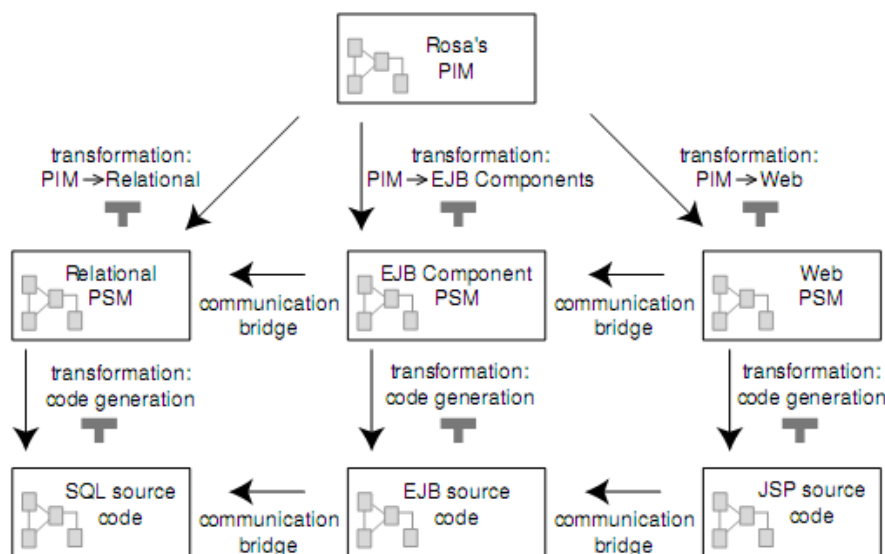 Rosa's
PIM
transformation:
PIM →Relational
transformation:
PIM →EJB Components
transformation:
PIM →Web
Relational
PSM
communication
bridge
EJB Component
PSM
communication
bridge
Web
PSM
transformation:
code generation
transformation:
code generation
transformation:
code generation
SQL source
code
communication
bridge
EJB source
code
communication
bridge
JSP source
code